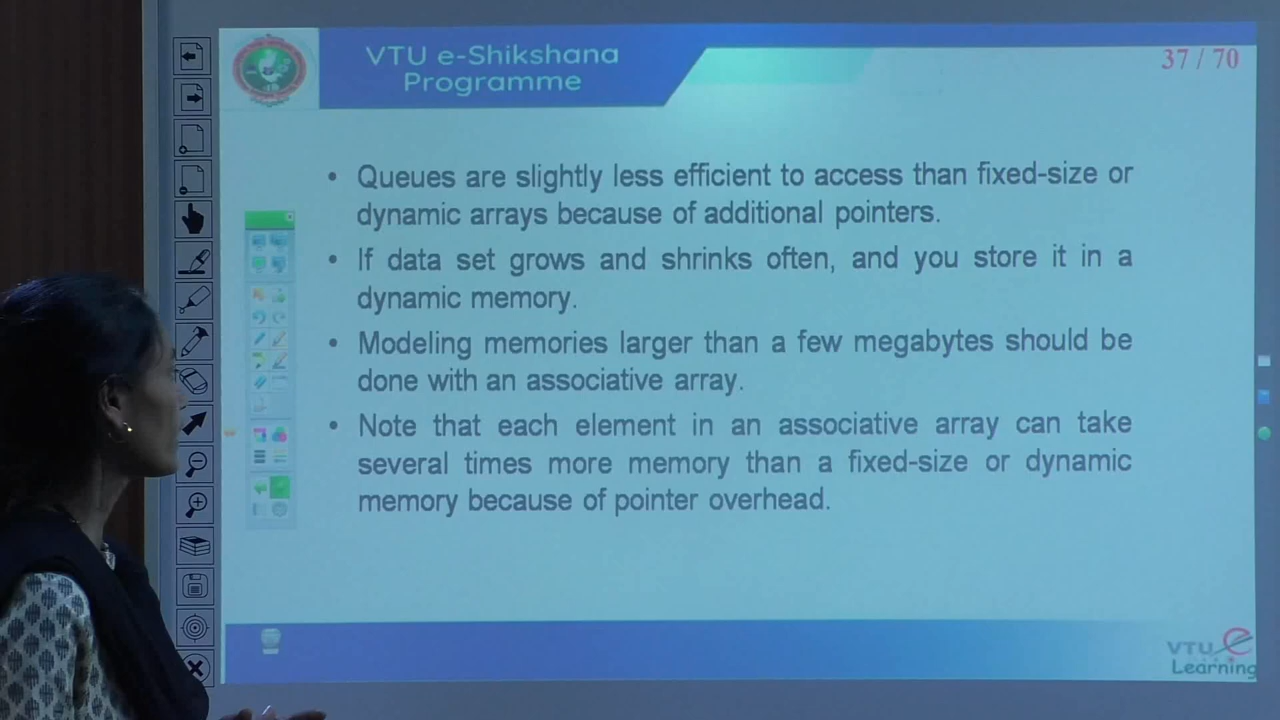 VTU e-Shikshana
Programme
37 / 70
• Queues are slightly less efficient to access than fixed-size or
dynamic arrays because of additional pointers.
• If data set grows and shrinks often, and you store it in a
dynamic memory.
• Modeling memories larger than a few megabytes should be
done with an associative array.
• Note that each element in an associative array can take
several times more memory than a fixed-size or dynamic
memory because of pointer overhead.
VTU e
Learning